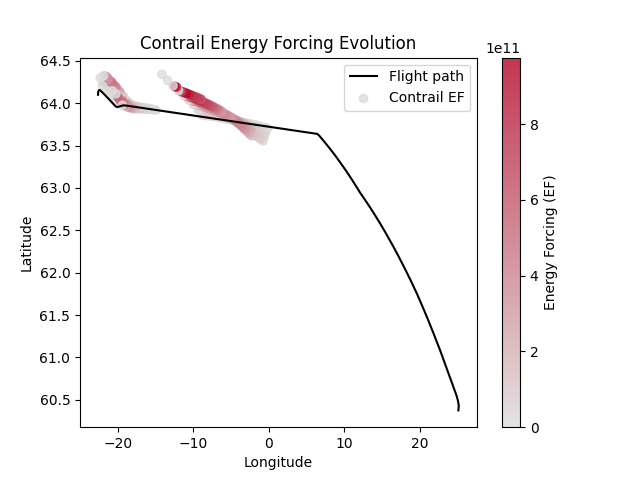 Contrail Energy Forcing Evolution
1e11
Flight path
Contrail EF
64.5
64.0
63.5
63.0
62.5
62.0
61.5
61.0
60.5
Latitude
−20
−10
0
10
20
Longitude
8
6
4
2
0
Energy Forcing (EF)